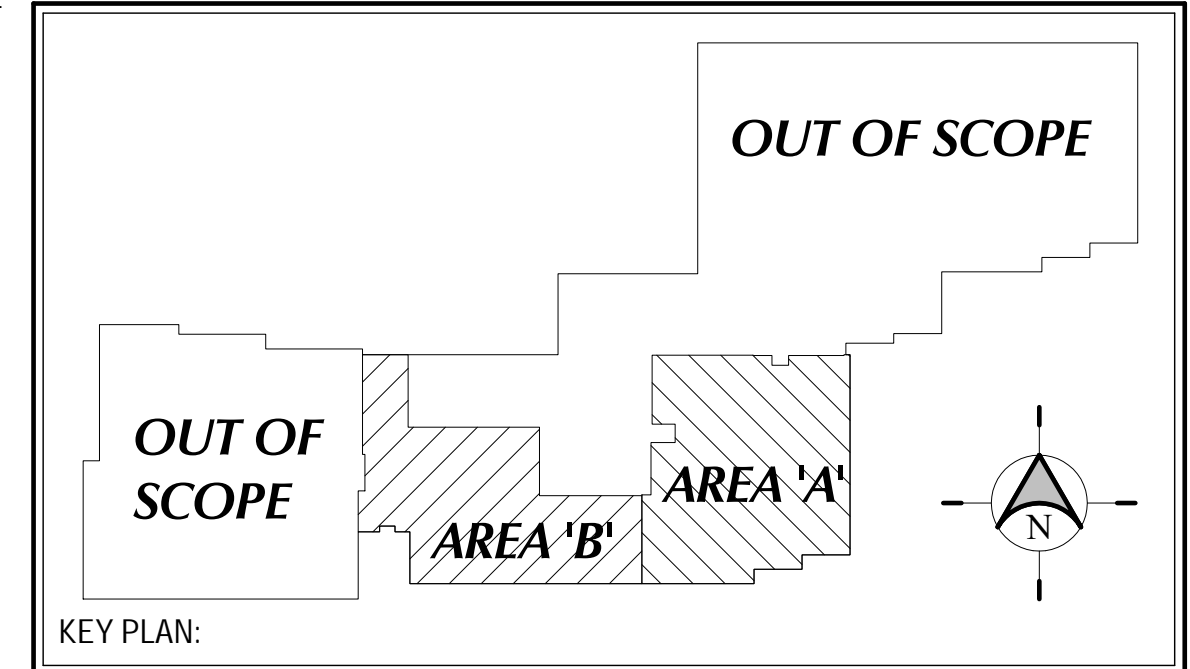 OUT OF SCOPE
OUT OF
SCOPE
AREA 'A'
AREA 'B'
N
KEY PLAN: